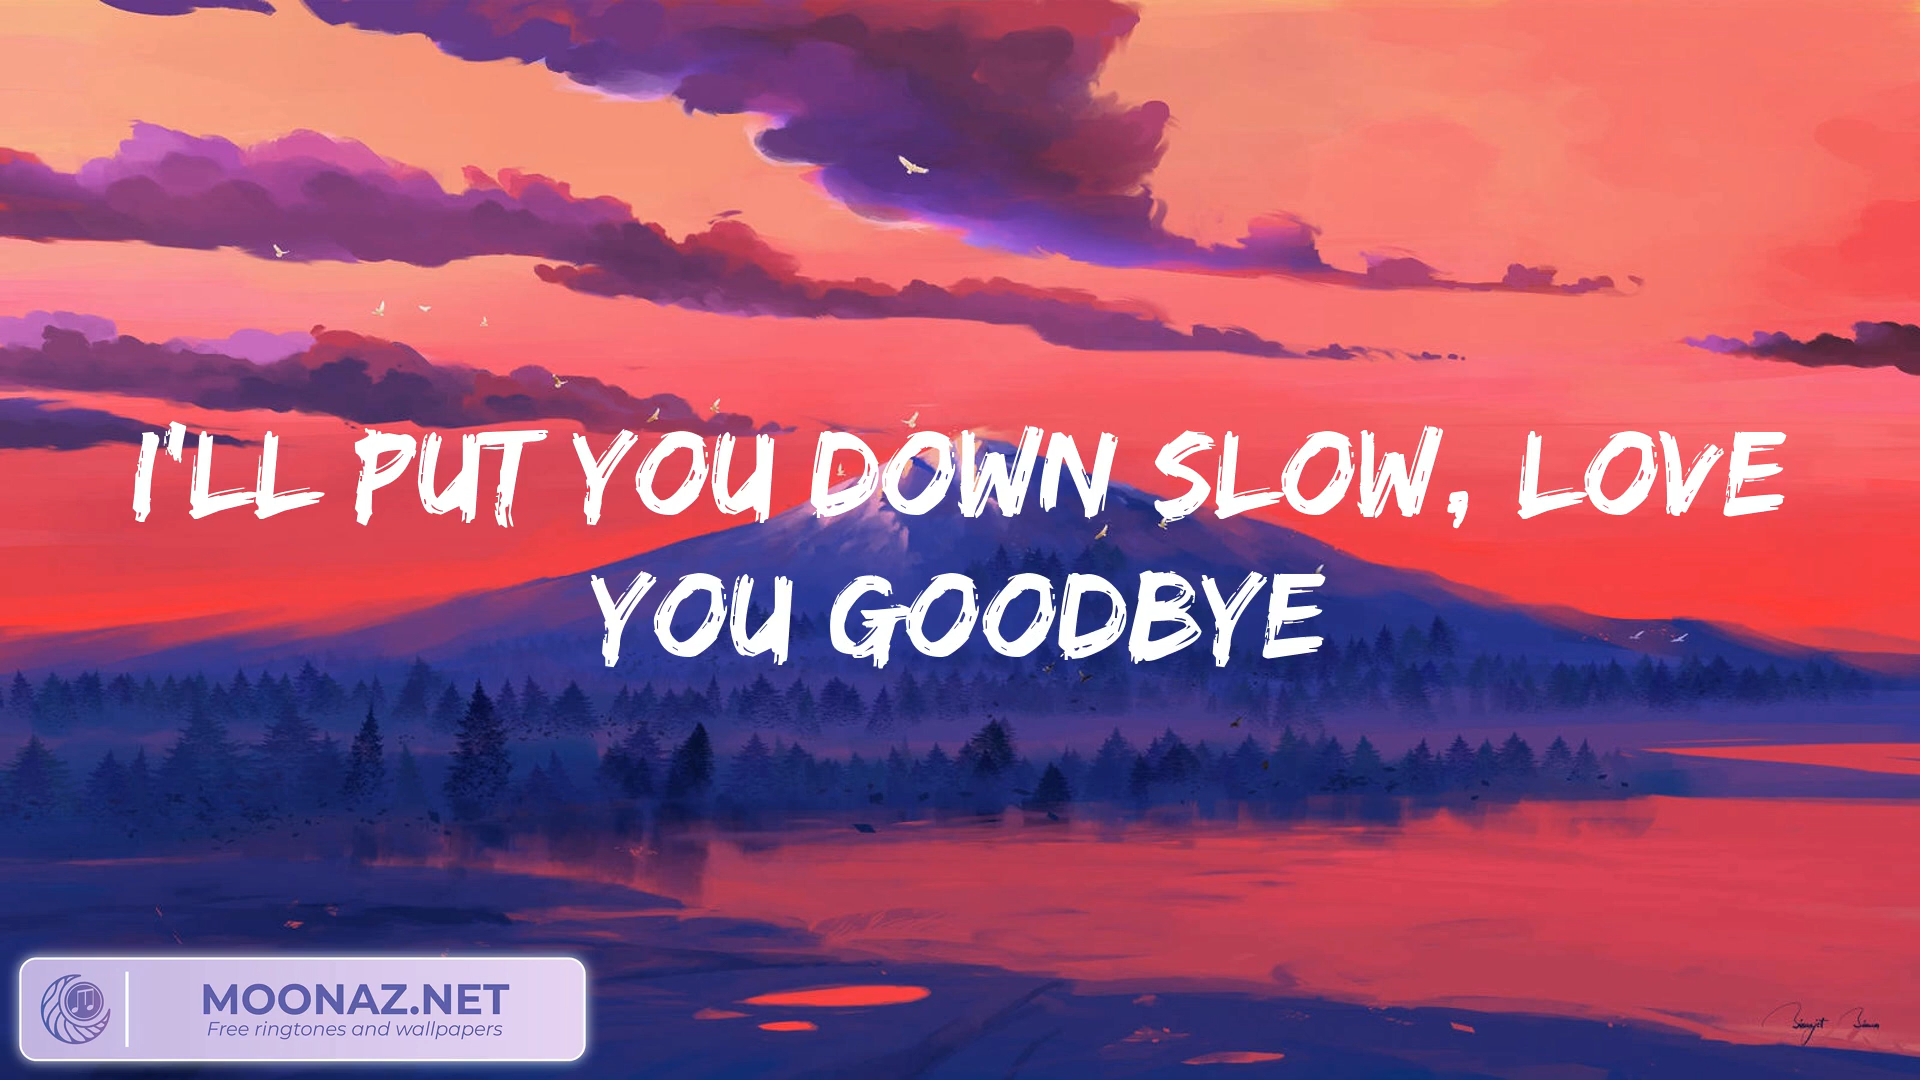 I'LL PUT YOU DOWN SLOW, LOVE
YOU GOODBYE
MOONAZ.NET
Free ringtones and wallpapers